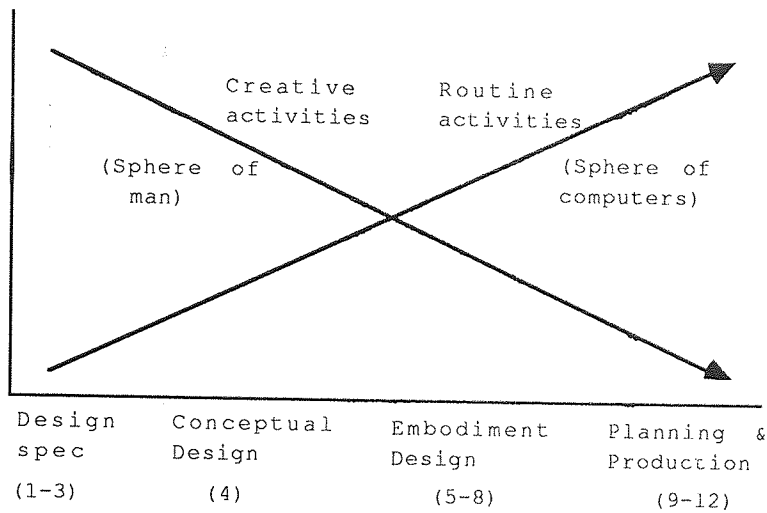 Creative
activities
Routine
activities
(Sphere of
man)
(Sphere of
computers)
Design
spec
(1-3)
Conceptual
Design
(4)
Embodiment
Design
(5-8)
Planning &
Production
(9-12)